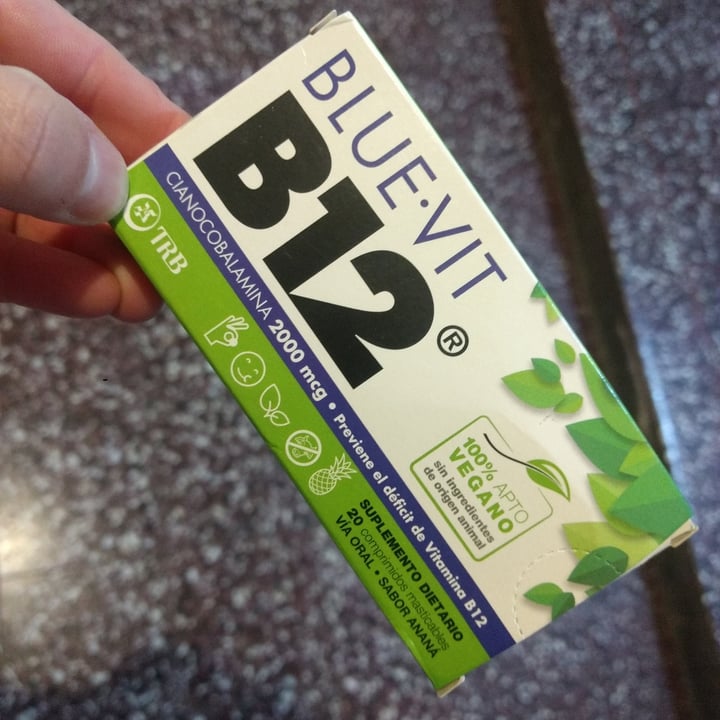 BLUE·VIT
B12®
CIANOCOBALAMINA 2000 mcg • Previene el déficit de Vitamina B12
TRB
100% APTO
VEGANO
sin ingredientes
de origen animal
SUPLEMENTO DIETARIO
20 comprimidos masticables
VÍA ORAL • SABOR ANANÁ